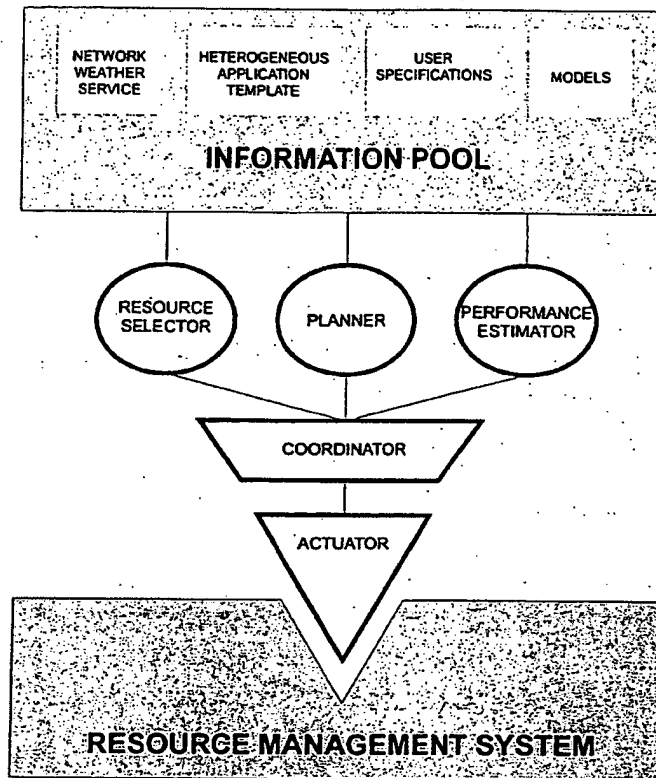 NETWORK
WEATHER
SERVICE
HETEROGENEOUS
APPLICATION
TEMPLATE
USER
SPECIFICATIONS
MODELS
INFORMATION POOL
RESOURCE
SELECTOR
PLANNER
PERFORMANCE
ESTIMATOR
COORDINATOR
ACTUATOR
RESOURCE MANAGEMENT SYSTEM